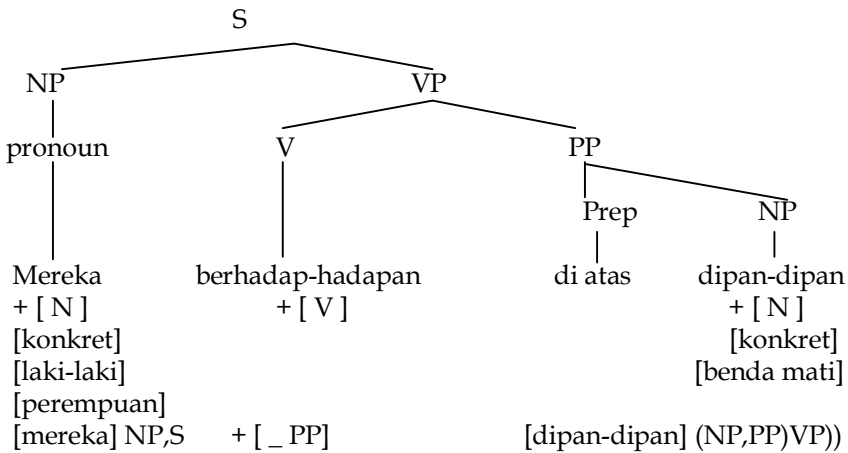 S
NP VP
pronoun V PP
Prep NP
Mereka berhadap-hadapan di atas dipan-dipan
+ [ N ] + [ V ] + [ N ]
[konkret] [konkret]
[laki-laki] [benda mati]
[perempuan]
[mereka] NP,S + [ _ PP] [dipan-dipan] (NP,PP)VP))